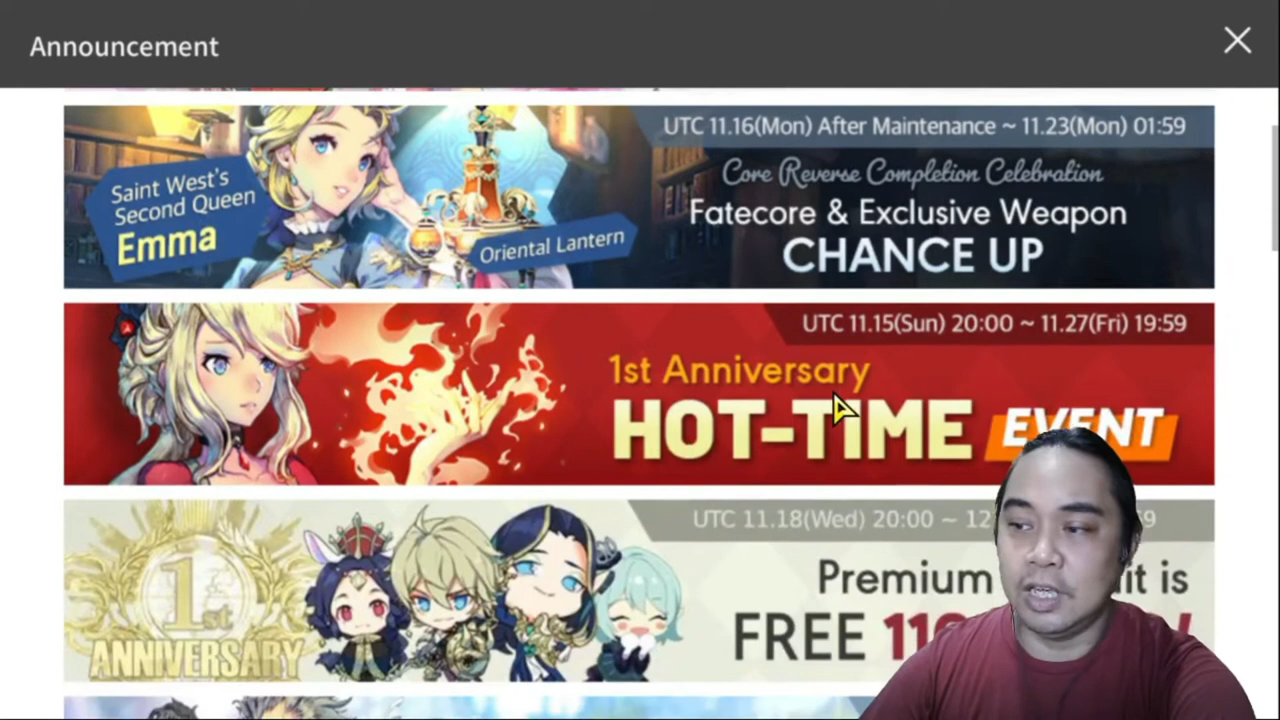 Announcement
UTC 11.16(Mon) After Maintenance ~ 11.23(Mon) 01:59
Saint West's
Second Queen
Emma
Oriental Lantern
Core Reverse Completion Celebration
Fatecore & Exclusive Weapon
CHANCE UP
UTC 11.15(Sun) 20:00 ~ 11.27(Fri) 19:59
1st Anniversary
HOT-TiME EVENT
1st
ANNIVERSARY
UTC 11.18(Wed) 20:00 ~
Premium is
FREE